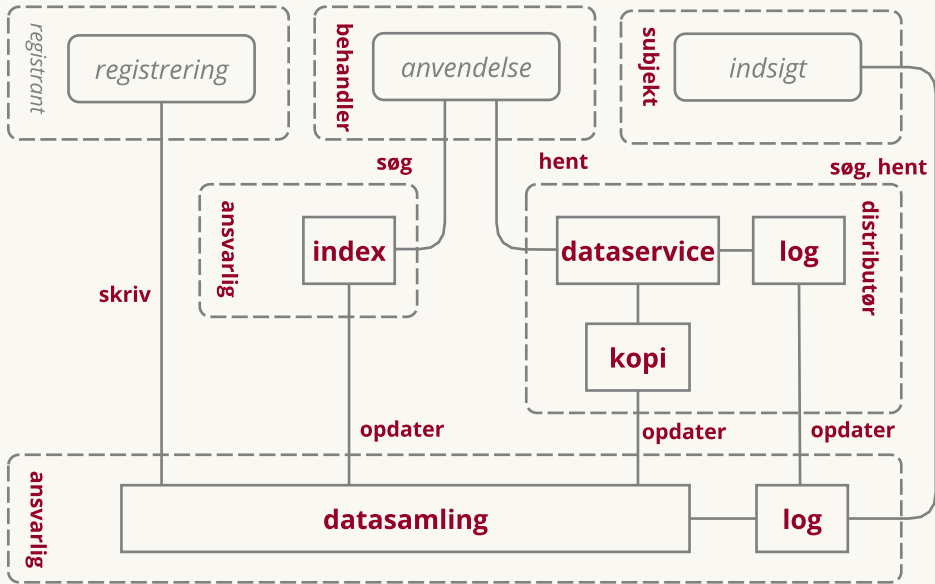 registrant
registrering
behandler
anvendelse
subjekt
indsigt
søg
hent
søg, hent
ansvarlig
index
dataservice
log
distributør
skriv
kopi
opdater
opdater
opdater
ansvarlig
datasamling
log